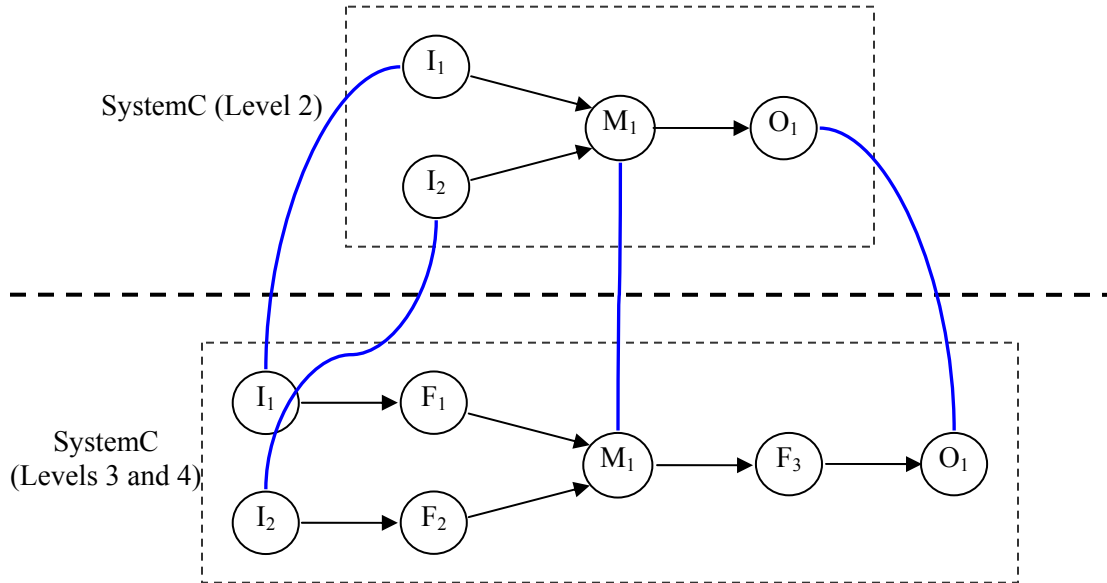 I₁
SystemC (Level 2)
M₁
O₁
I₂
I₁
F₁
SystemC
(Levels 3 and 4)
M₁
F₃
O₁
I₂
F₂